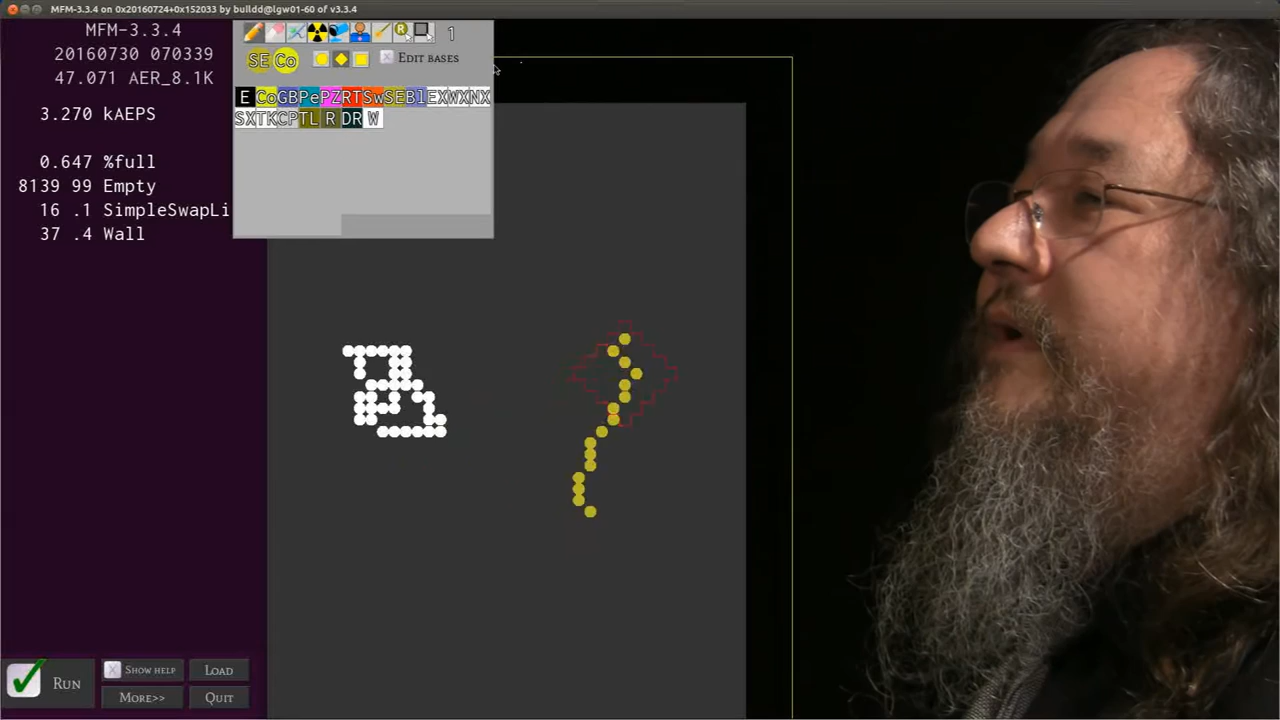 MFM-3.3.4 on 0x20160724+0x152033 by buildd@lgw01-60 of v3.3.4
MFM-3.3.4
20160730 070339
47.071 AER_8.1K
3.270 kAEPS
0.647 %full
8139 99 Empty
16 .1 SimpleSwapLi
37 .4 Wall
1
SE Co
EDIT BASES
E Co GB Pe PZ RT Sw SE Bl EX WX NX
SX TK CP TL R DR W
RUN
SHOW HELP
LOAD
MORE>>
QUIT